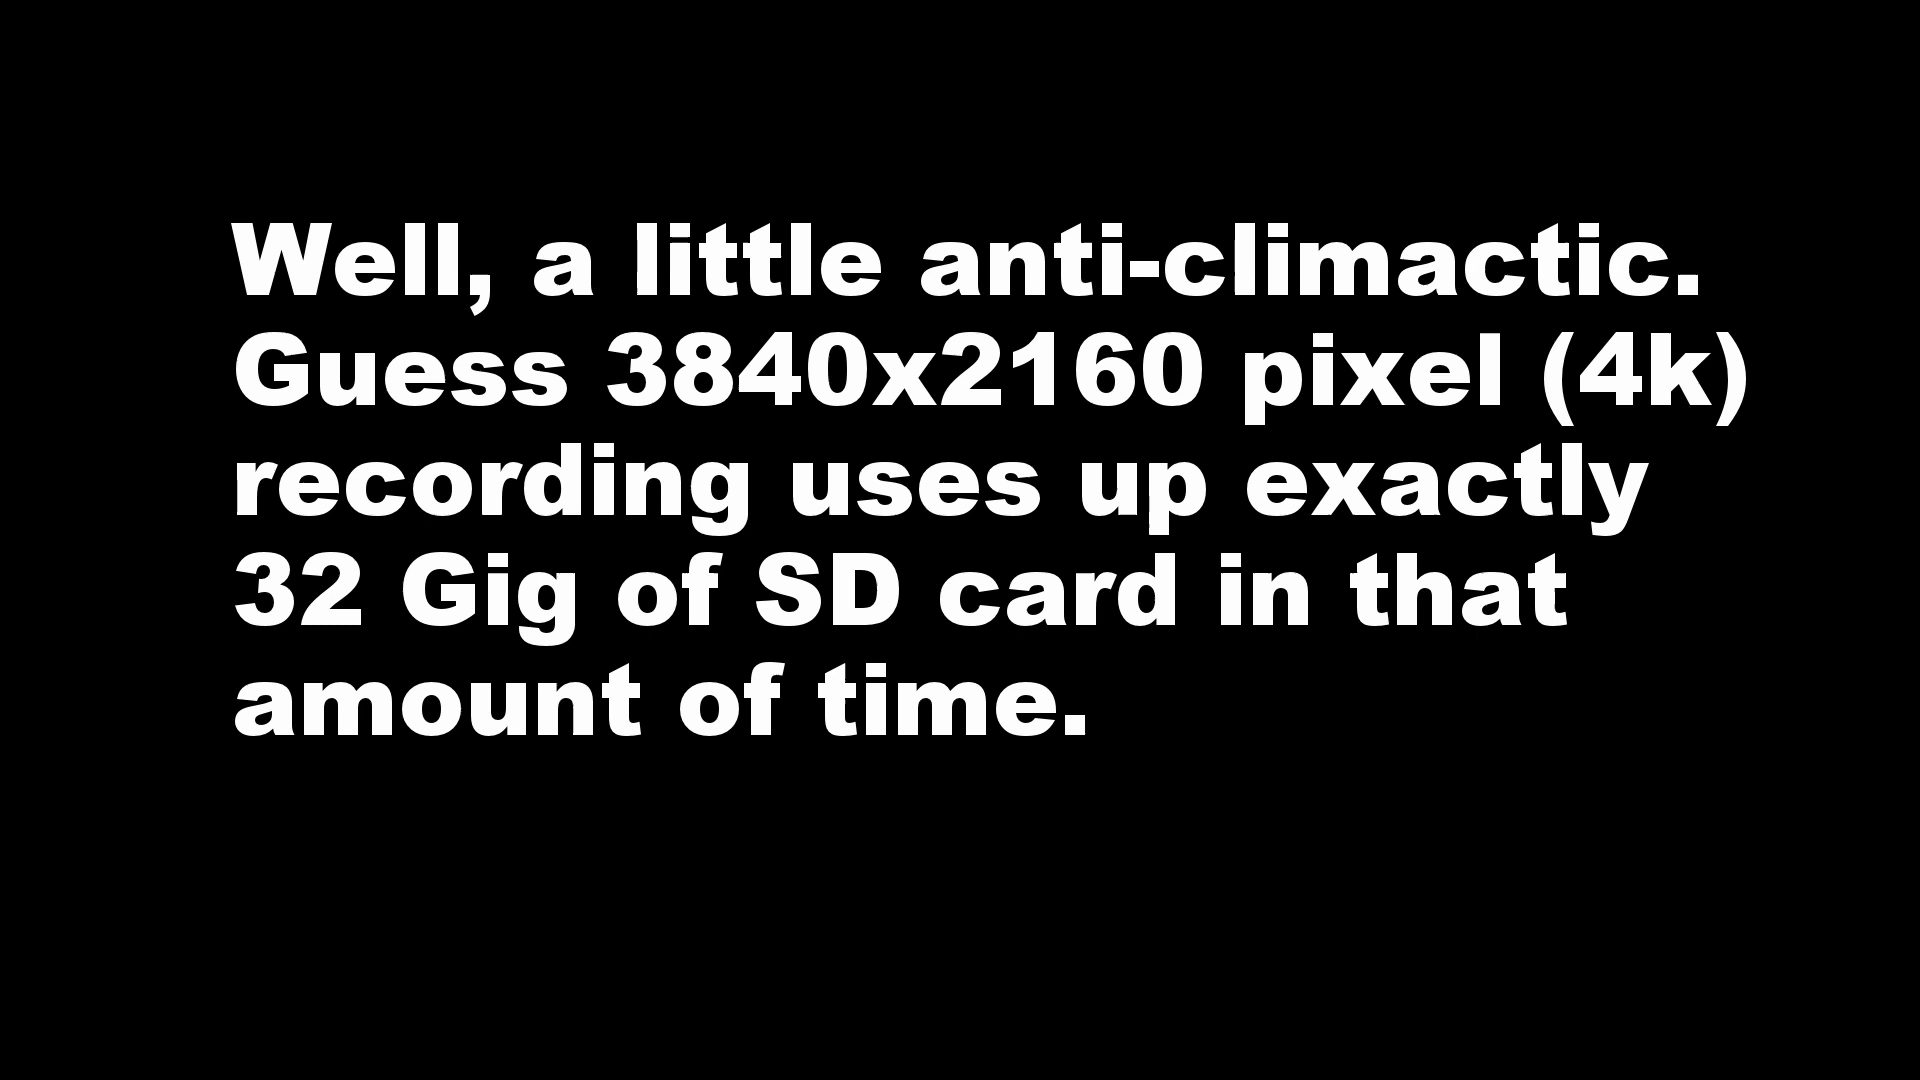 Well, a little anti-climactic.
Guess 3840x2160 pixel (4k)
recording uses up exactly
32 Gig of SD card in that
amount of time.